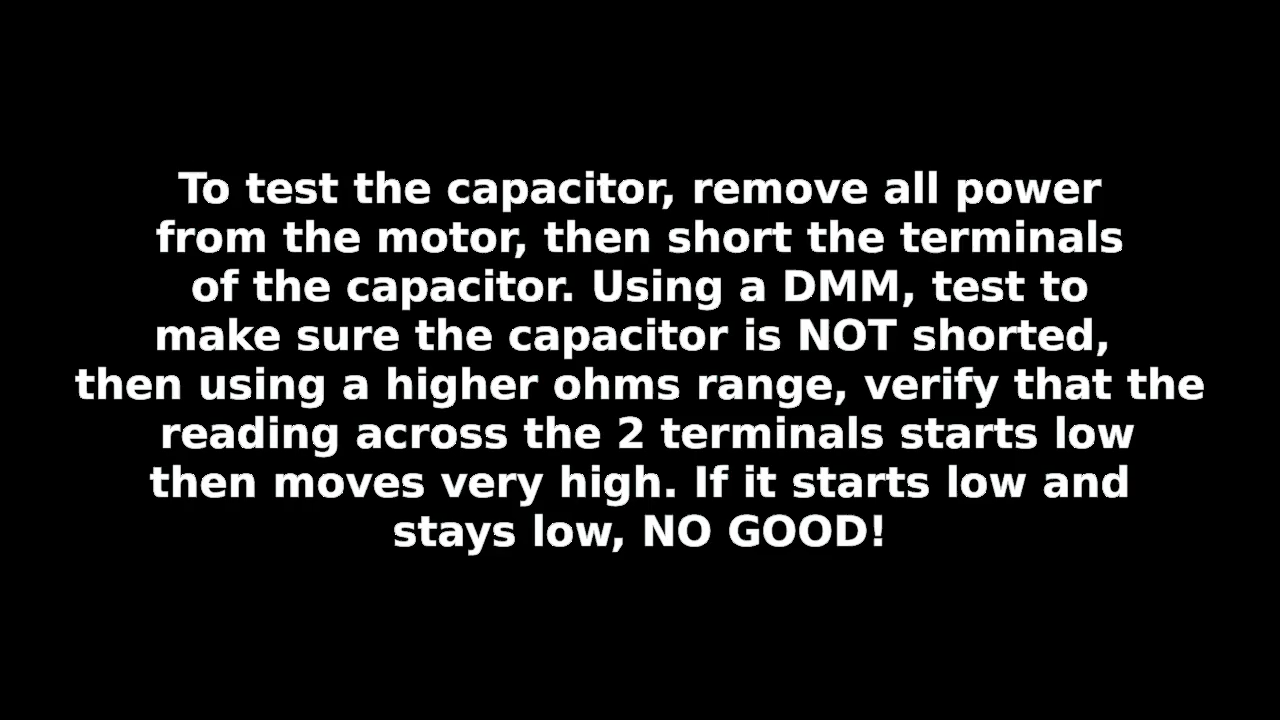 To test the capacitor, remove all power
from the motor, then short the terminals
of the capacitor. Using a DMM, test to
make sure the capacitor is NOT shorted,
then using a higher ohms range, verify that the
reading across the 2 terminals starts low
then moves very high. If it starts low and
stays low, NO GOOD!